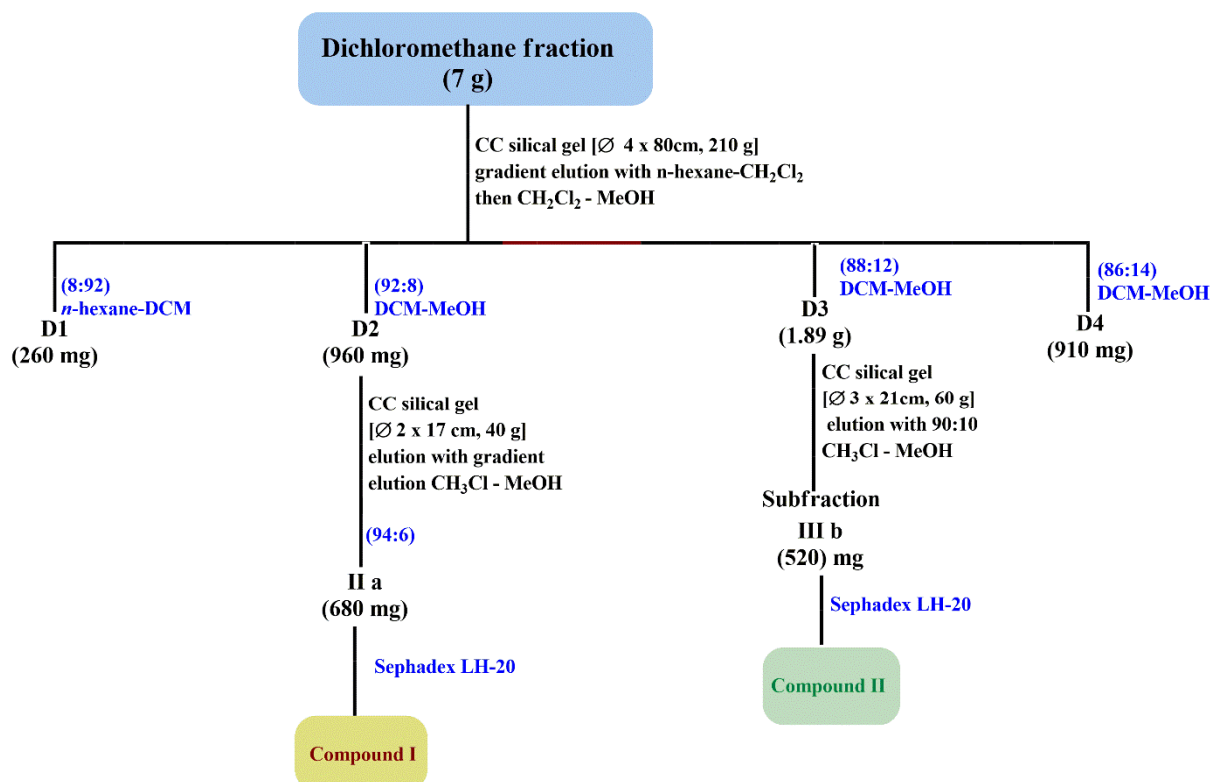 Dichloromethane fraction
(7 g)
CC silical gel [∅ 4 x 80cm, 210 g]
gradient elution with n-hexane-CH₂Cl₂
then CH₂Cl₂ - MeOH
(8:92)
n-hexane-DCM
D1
(260 mg)
(92:8)
DCM-MeOH
D2
(960 mg)
(88:12)
DCM-MeOH
D3
(1.89 g)
(86:14)
DCM-MeOH
D4
(910 mg)
CC silical gel
[∅ 2 x 17 cm, 40 g]
elution with gradient
elution CH₃Cl - MeOH
(94:6)
II a
(680 mg)
Sephadex LH-20
Compound I
CC silical gel
[∅ 3 x 21cm, 60 g]
elution with 90:10
CH₃Cl - MeOH
Subfraction
III b
(520) mg
Sephadex LH-20
Compound II